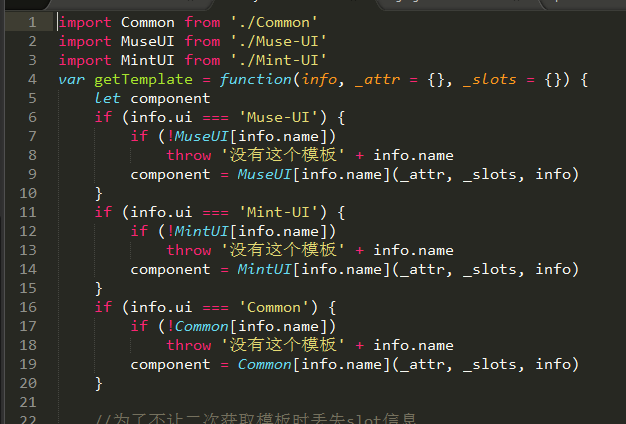 1 import Common from './Common'
2 import MuseUI from './Muse-UI'
3 import MintUI from './Mint-UI'
4 var getTemplate = function(info, _attr = {}, _slots = {}) {
5 let component
6 if (info.ui === 'Muse-UI') {
7 if (!MuseUI[info.name])
8 throw '没有这个模板' + info.name
9 component = MuseUI[info.name](_attr, _slots, info)
10 }
11 if (info.ui === 'Mint-UI') {
12 if (!MintUI[info.name])
13 throw '没有这个模板' + info.name
14 component = MintUI[info.name](_attr, _slots, info)
15 }
16 if (info.ui === 'Common') {
17 if (!Common[info.name])
18 throw '没有这个模板' + info.name
19 component = Common[info.name](_attr, _slots, info)
20 }
21
22 //为了不让二次获取模板时丢失slot信息